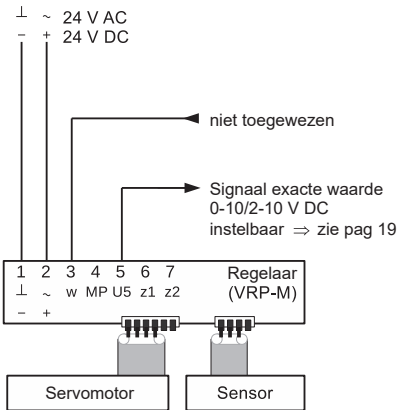 ⊥ ~ 24 V AC
− + 24 V DC
niet toegewezen
Signaal exacte waarde
0-10/2-10 V DC
instelbaar ⇒ zie pag 19
1 2 3 4 5 6 7 Regelaar
⊥ ~ w MP U5 z1 z2 (VRP-M)
− +
Servomotor Sensor